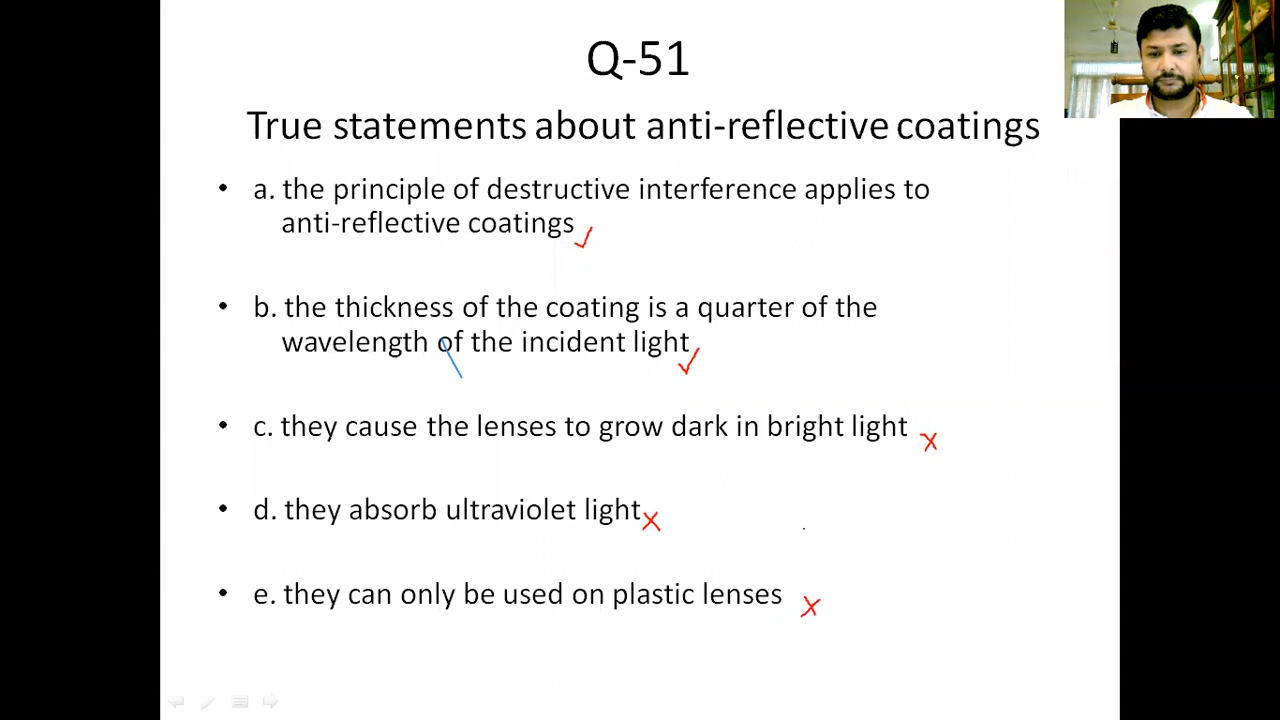 Q-51
True statements about anti-reflective coatings
• a. the principle of destructive interference applies to
anti-reflective coatings
• b. the thickness of the coating is a quarter of the
wavelength of the incident light
• c. they cause the lenses to grow dark in bright light
• d. they absorb ultraviolet light
• e. they can only be used on plastic lenses